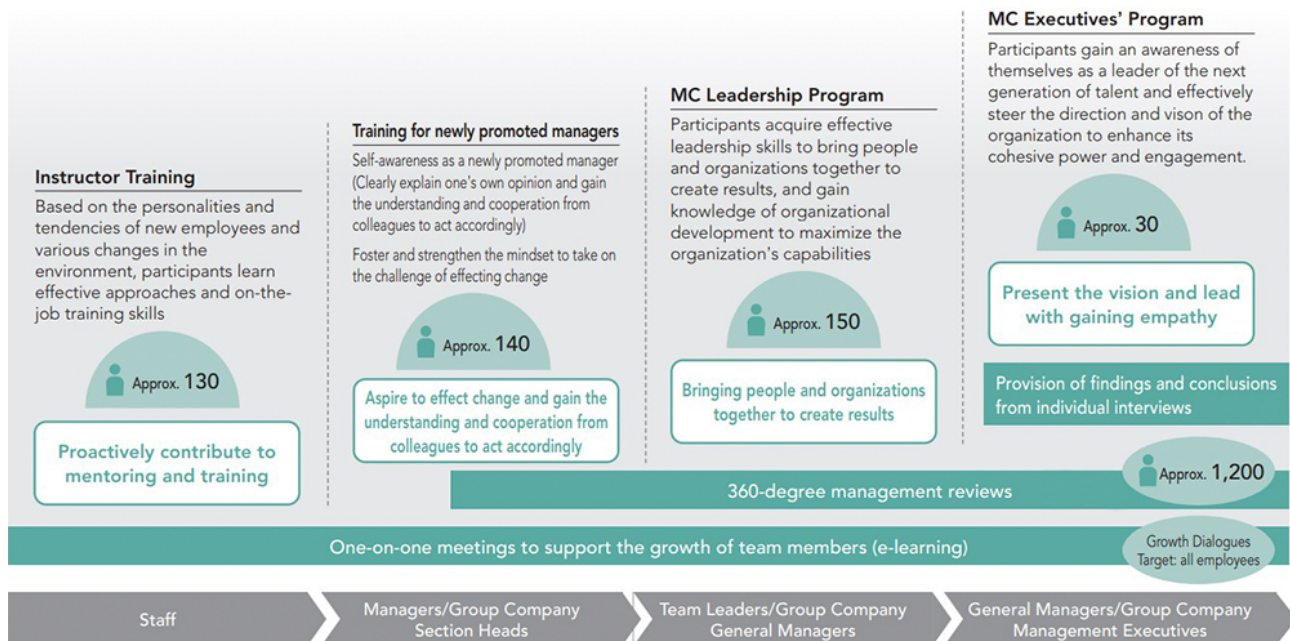 Instructor Training
Based on the personalities and
tendencies of new employees and
various changes in the
environment, participants learn
effective approaches and on-the-
job training skills
Approx. 130
Proactively contribute to
mentoring and training
Training for newly promoted managers
Self-awareness as a newly promoted manager
(Clearly explain one's own opinion and gain
the understanding and cooperation from
colleagues to act accordingly)
Foster and strengthen the mindset to take on
the challenge of effecting change
Approx. 140
Aspire to effect change and gain the
understanding and cooperation from
colleagues to act accordingly
MC Leadership Program
Participants acquire effective
leadership skills to bring people
and organizations together to
create results, and gain
knowledge of organizational
development to maximize the
organization's capabilities
Approx. 150
Bringing people and organizations
together to create results
MC Executives' Program
Participants gain an awareness of
themselves as a leader of the next
generation of talent and effectively
steer the direction and vison of the
organization to enhance its
cohesive power and engagement.
Approx. 30
Present the vision and lead
with gaining empathy
Provision of findings and conclusions
from individual interviews
360-degree management reviews
Approx. 1,200
One-on-one meetings to support the growth of team members (e-learning)
Growth Dialogues
Target: all employees
Staff
Managers/Group Company
Section Heads
Team Leaders/Group Company
General Managers
General Managers/Group Company
Management Executives